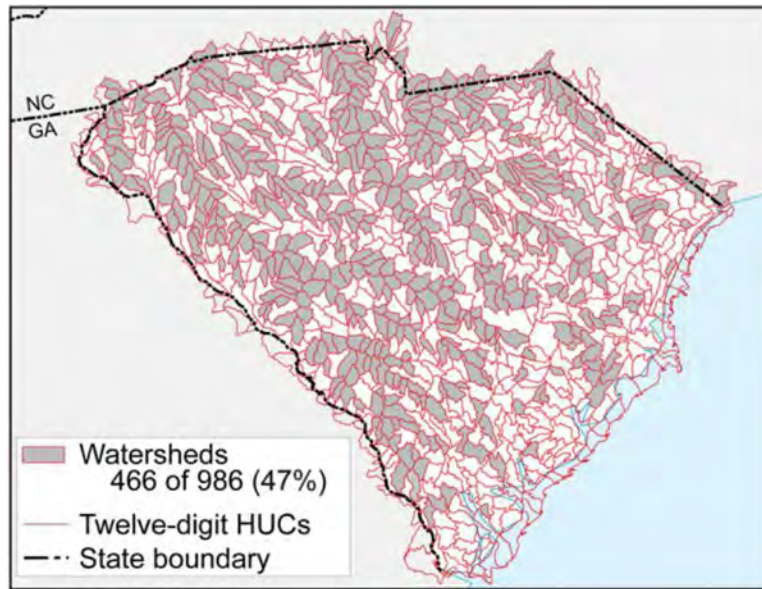 NC
GA
Watersheds
466 of 986 (47%)
Twelve-digit HUCs
State boundary